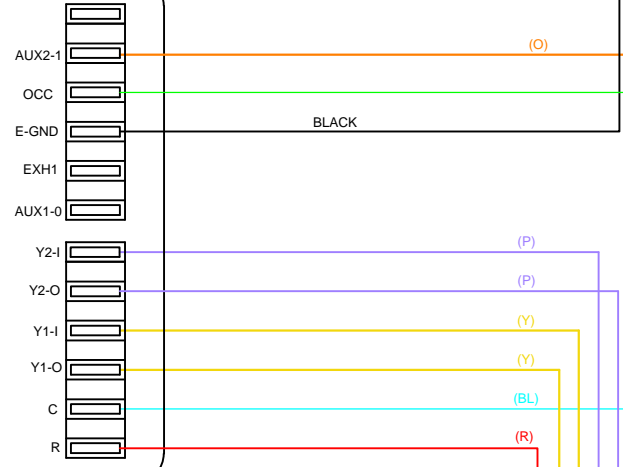 AUX2-1 (O)
OCC
E-GND BLACK
EXH1
AUX1-0
Y2-I (P)
Y2-O (P)
Y1-I (Y)
Y1-O (Y)
C (BL)
R (R)